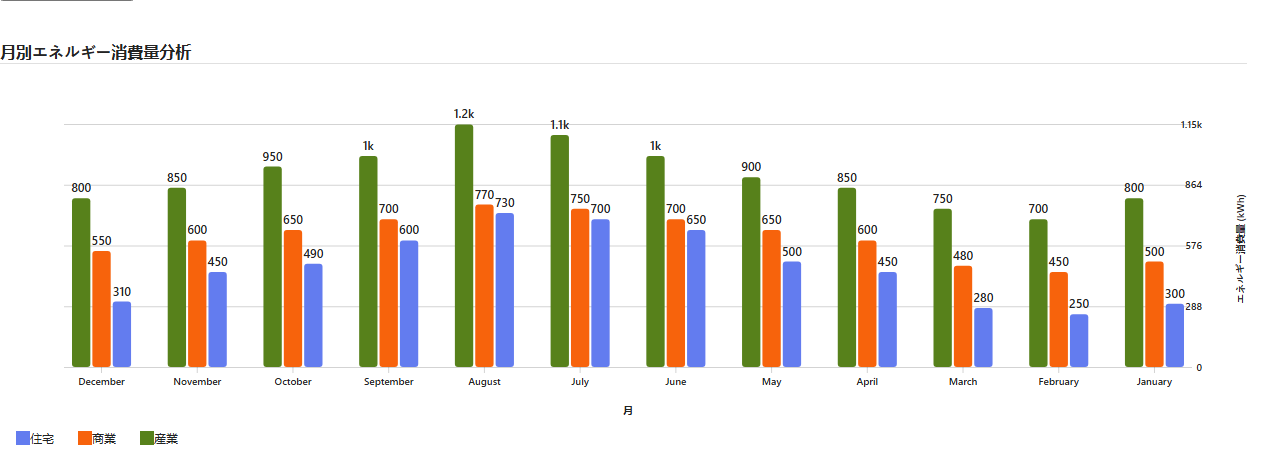 月別エネルギー消費量分析
1.2k
1.1k
1.15k
1k
1k
950
900
850
850
800
864
800
770
750
750
730
700
700
700
700
650
650
650
600
600
600
550
576
500
500
490
480
450
450
450
310
300
280
250
288
0
エネルギー消費量 (kWh)
December
November
October
September
August
July
June
May
April
March
February
January
月
住宅
商業
産業